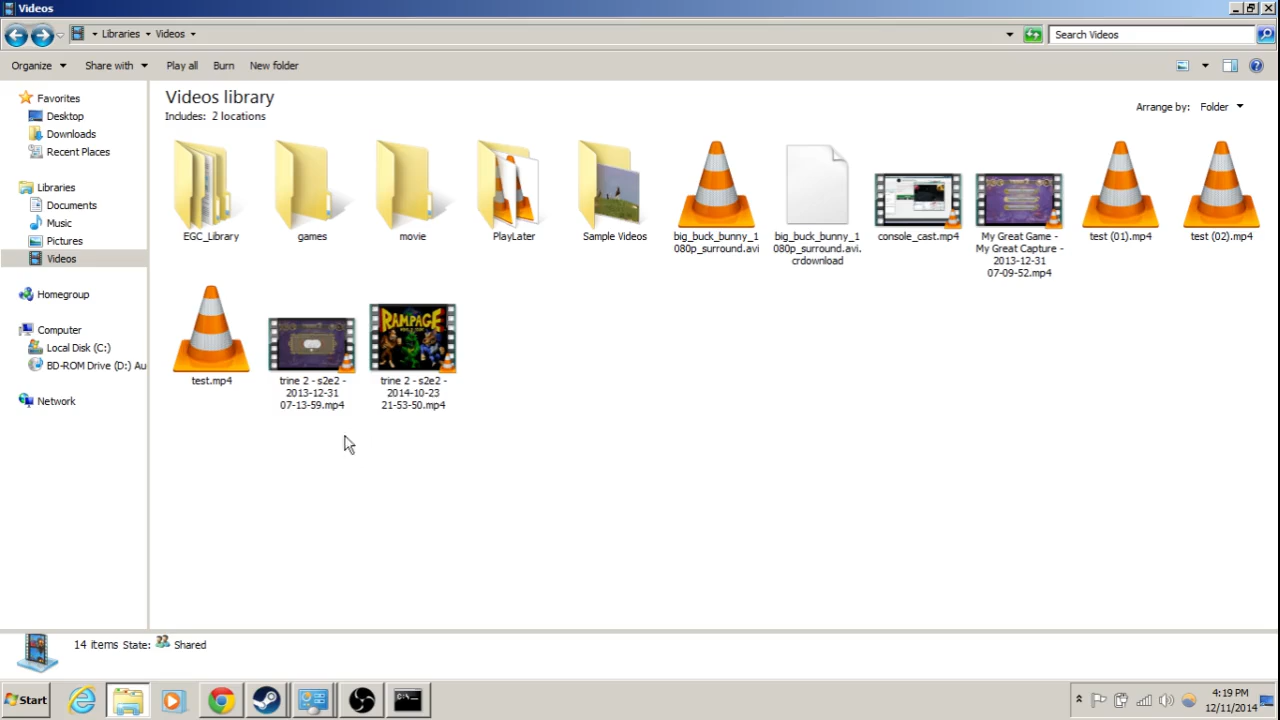 Videos
Libraries Videos
Search Videos
Organize Share with Play all Burn New folder
Favorites
Desktop
Downloads
Recent Places
Libraries
Documents
Music
Pictures
Videos
Homegroup
Computer
Local Disk (C:)
BD-ROM Drive (D:) Au
Network
Videos library
Includes: 2 locations
Arrange by: Folder
EGC_Library
games
movie
PlayLater
Sample Videos
big_buck_bunny_1
080p_surround.avi
big_buck_bunny_1
080p_surround.avi.
crdownload
console_cast.mp4
My Great Game -
My Great Capture -
2013-12-31
07-09-52.mp4
test (01).mp4
test (02).mp4
test.mp4
trine 2 - s2e2 -
2013-12-31
07-13-59.mp4
RAMPAGE
trine 2 - s2e2 -
2014-10-23
21-53-50.mp4
14 items State: Shared
Start
C:\_
4:19 PM
12/11/2014